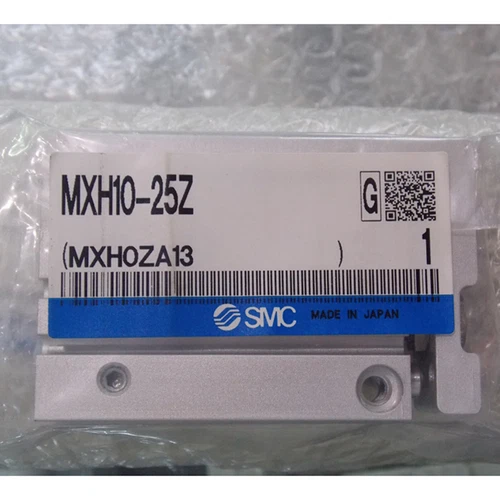 MXH10-25Z
G
(MXH0ZA13 )
1
SMC MADE IN JAPAN